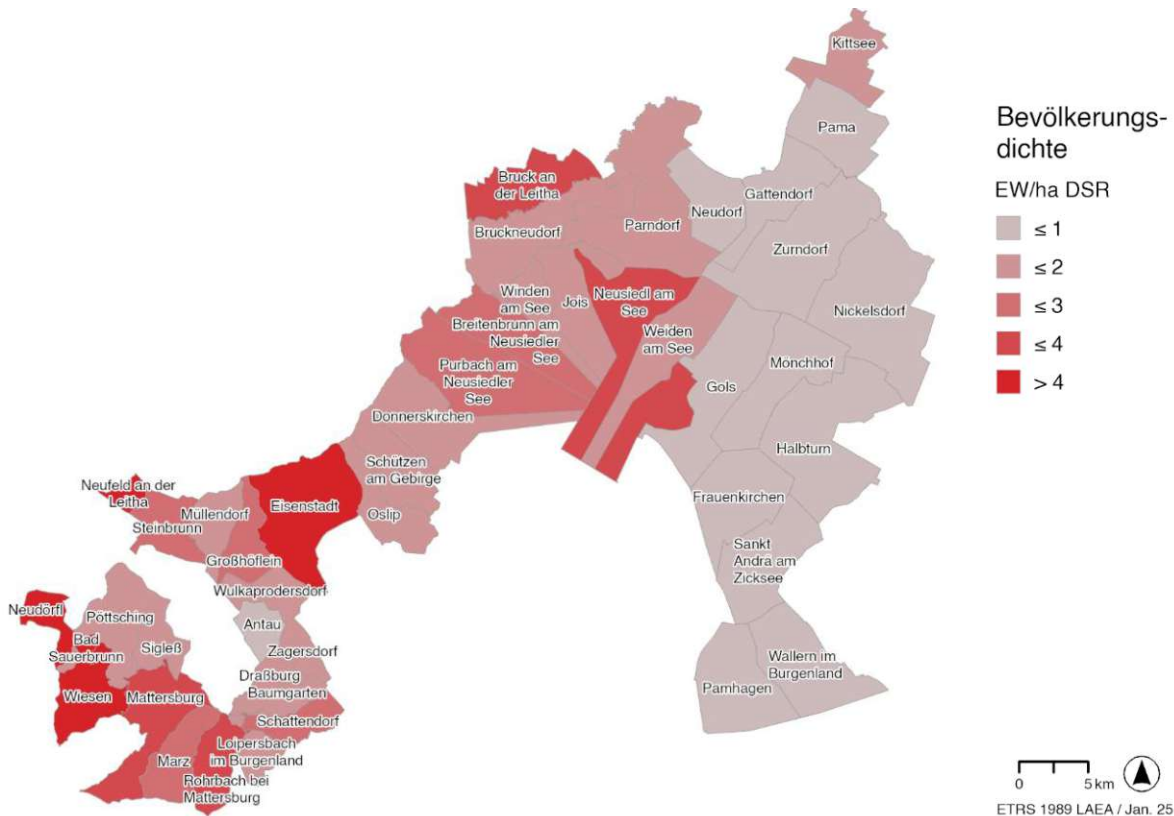 Kittsee
Pama
Bruck an
der Leitha
Gattendorf
Neudorf
Parndorf
Bruckneudorf
Zurndorf
Winden
am See
Jois
Neusiedl am
See
Nickelsdorf
Breitenbrunn am
Neusiedler
See
Weiden
am See
Mönchhof
Purbach am
Neusiedler
See
Gols
Donnerskirchen
Halbturn
Schützen
am Gebirge
Neufeld an der
Leitha
Eisenstadt
Frauenkirchen
Müllendorf
Oslip
Steinbrunn
Sankt
Andrä am
Zicksee
Großhöflein
Wulkaprodersdorf
Neudörfl
Pöttsching
Antau
Bad
Sauerbrunn
Sigleß
Zagersdorf
Wallern im
Burgenland
Draßburg
Pamhagen
Wiesen
Mattersburg
Baumgarten
Schattendorf
Loipersbach
im Burgenland
Marz
Rohrbach bei
Mattersburg
Bevölkerungs-
dichte
EW/ha DSR
≤ 1
≤ 2
≤ 3
≤ 4
> 4
0 5 km
ETRS 1989 LAEA / Jan. 25